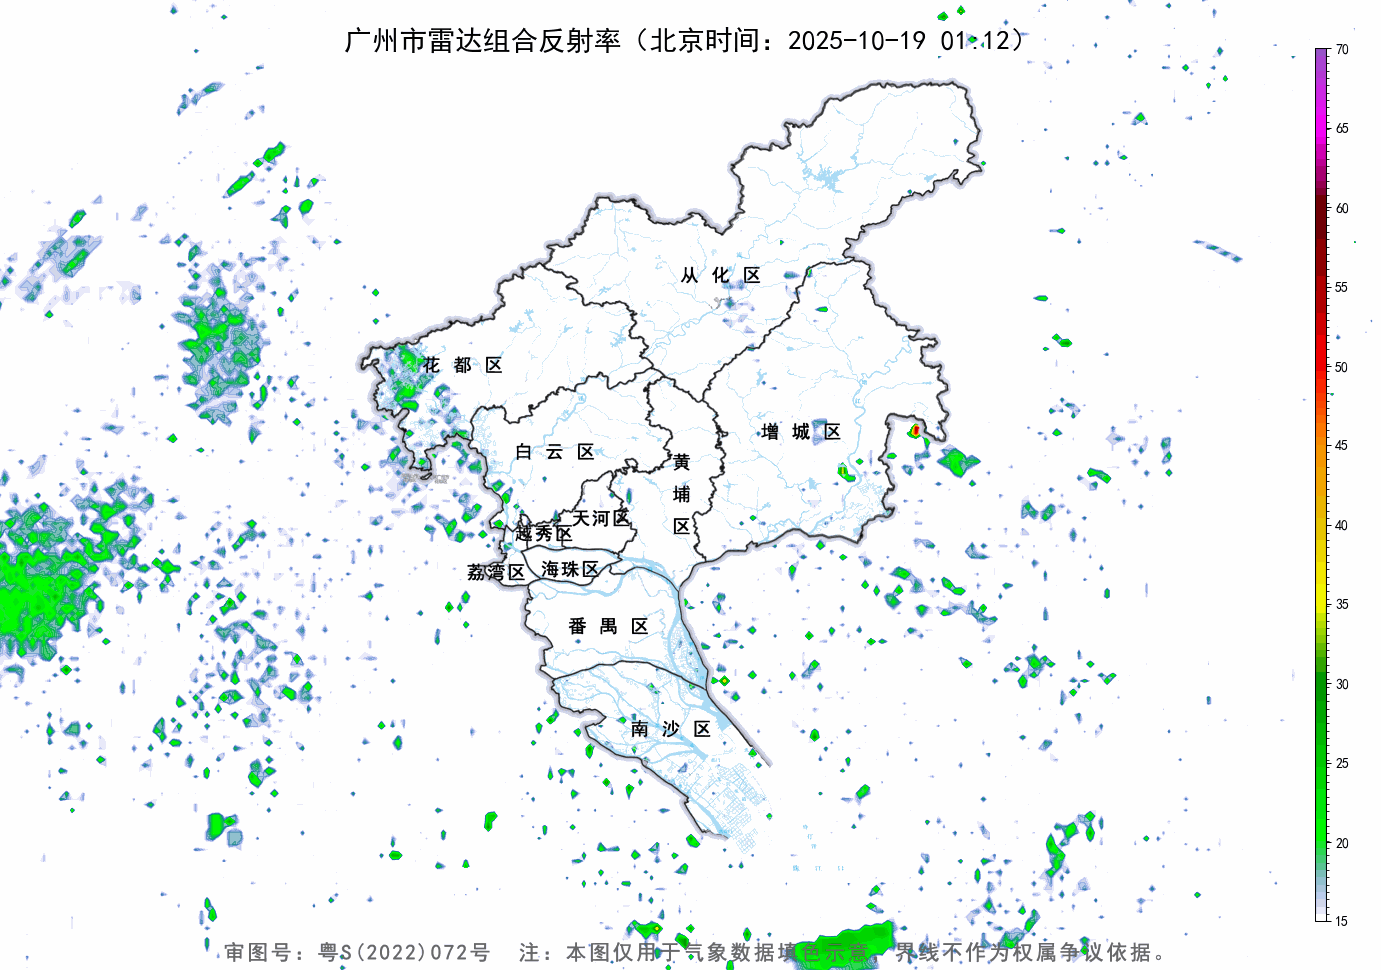 广州市雷达组合反射率（北京时间：2025-10-19 01:12）
70
65
60
55
50
45
40
35
30
25
20
15
从化区
花都区
增城区
白云区
黄埔区
天河区
越秀区
海珠区
荔湾区
番禺区
南沙区
审图号：粤S(2022)072号 注：本图仅用于气象数据填色示意，界线不作为权属争议依据。